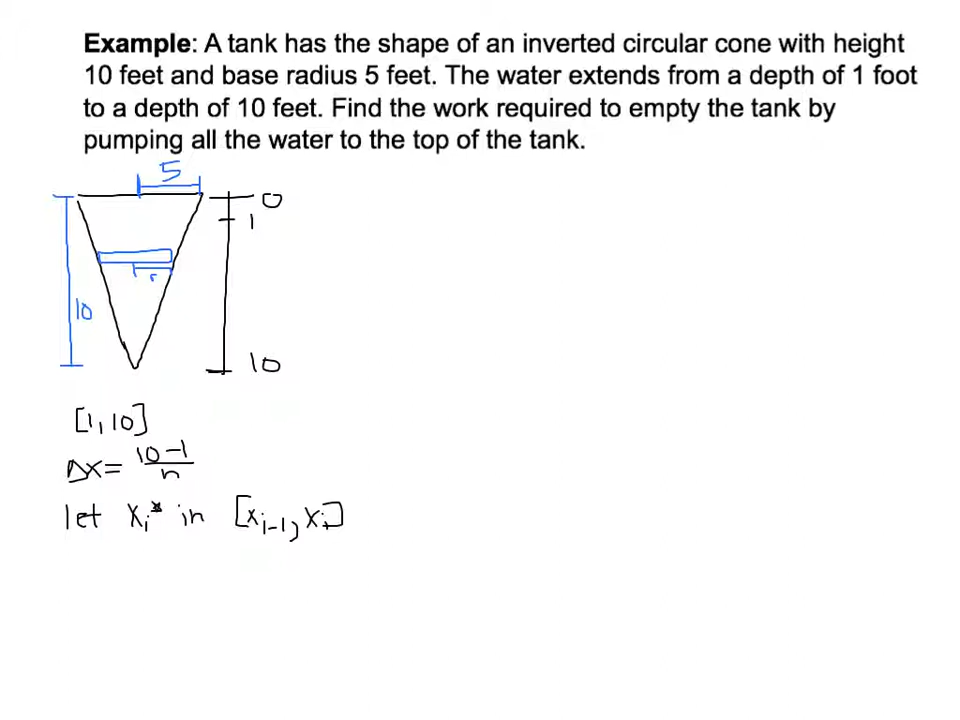 Example: A tank has the shape of an inverted circular cone with height
10 feet and base radius 5 feet. The water extends from a depth of 1 foot
to a depth of 10 feet. Find the work required to empty the tank by
pumping all the water to the top of the tank.
5
0
1
r
10
10
[1, 10]
Δx = 10-1/n
let xᵢ* in [xᵢ₋₁, xᵢ]